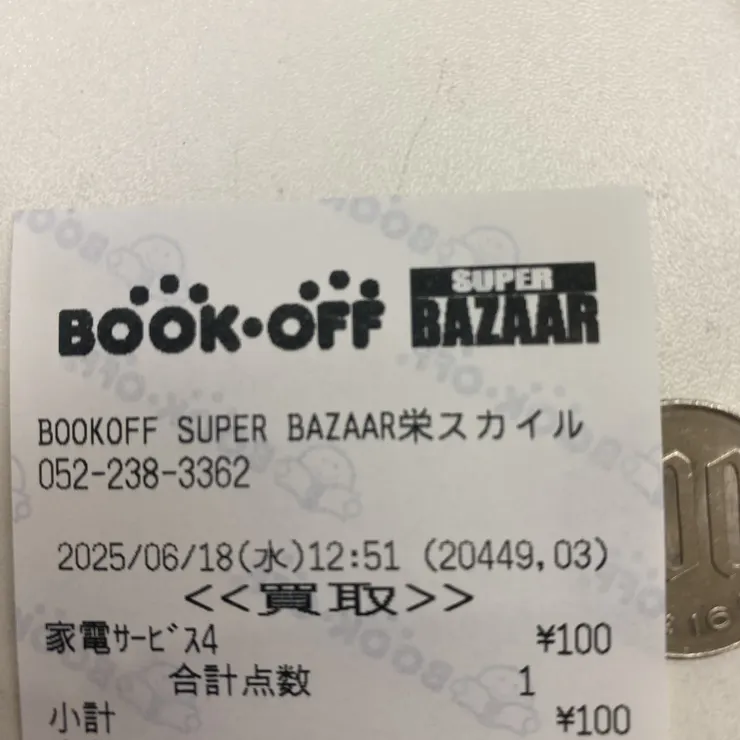 BOOK・OFF SUPER BAZAAR
BOOKOFF SUPER BAZAAR栄スカイル
052-238-3362
2025/06/18(水)12:51 (20449,03)
<<買取>>
家電サービス4 ¥100
合計点数 1
小計 ¥100